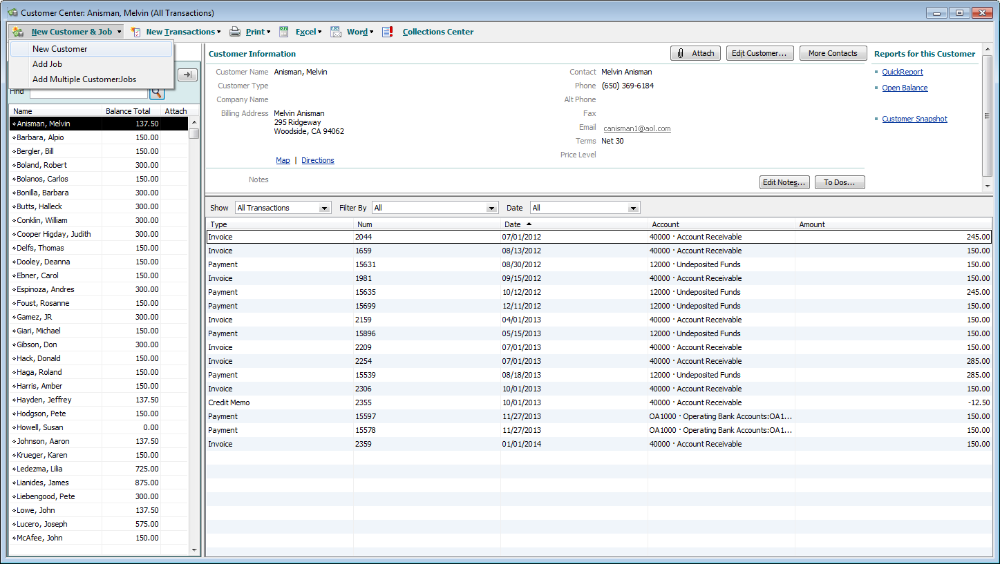 Customer Center: Anisman, Melvin (All Transactions)
New Customer & Job New Transactions Print Excel Word Collections Center
New Customer
Add Job
Add Multiple Customer:Jobs
Find
Name Balance Total Attach
Anisman, Melvin 137.50
Barbara, Alpio 150.00
Bergler, Bill 150.00
Boland, Robert 300.00
Bolanos, Carlos 150.00
Bonilla, Barbara 300.00
Butts, Halleck 300.00
Conklin, William 300.00
Cooper Higday, Judith 300.00
Delfs, Thomas 150.00
Dooley, Deanna 150.00
Ebner, Carol 150.00
Espinoza, Andres 300.00
Foust, Rosanne 150.00
Gamez, JR 300.00
Giari, Michael 150.00
Gibson, Don 300.00
Hack, Donald 150.00
Haga, Roland 150.00
Harris, Amber 150.00
Hayden, Jeffrey 137.50
Hodgson, Pete 150.00
Howell, Susan 0.00
Johnson, Aaron 137.50
Krueger, Karen 150.00
Ledezma, Lilia 725.00
Lianides, James 875.00
Liebengood, Pete 300.00
Lowe, John 137.50
Lucero, Joseph 575.00
McAfee, John 150.00
Customer Information
Attach Edit Customer... More Contacts
Customer Name Anisman, Melvin
Customer Type
Company Name
Billing Address Melvin Anisman
295 Ridgeway
Woodside, CA 94062
Map | Directions
Contact Melvin Anisman
Phone (650) 369-6184
Alt Phone
Fax
Email canisman1@aol.com
Terms Net 30
Price Level
Notes
Edit Notes... To Dos...
Reports for this Customer
QuickReport
Open Balance
Customer Snapshot
Show All Transactions Filter By All Date All
Type Num Date Account Amount
Invoice 2044 07/01/2012 40000 · Account Receivable 245.00
Invoice 1659 08/13/2012 40000 · Account Receivable 150.00
Payment 15631 08/30/2012 12000 · Undeposited Funds 150.00
Invoice 1981 09/15/2012 40000 · Account Receivable 150.00
Payment 15635 10/12/2012 12000 · Undeposited Funds 245.00
Payment 15699 12/11/2012 12000 · Undeposited Funds 150.00
Invoice 2159 04/01/2013 40000 · Account Receivable 150.00
Payment 15896 05/15/2013 12000 · Undeposited Funds 150.00
Invoice 2209 07/01/2013 40000 · Account Receivable 150.00
Invoice 2254 07/01/2013 40000 · Account Receivable 285.00
Payment 15539 08/18/2013 12000 · Undeposited Funds 285.00
Invoice 2306 10/01/2013 40000 · Account Receivable 150.00
Credit Memo 2355 10/01/2013 40000 · Account Receivable -12.50
Payment 15597 11/27/2013 OA1000 · Operating Bank Accounts:OA1... 150.00
Payment 15578 11/27/2013 OA1000 · Operating Bank Accounts:OA1... 150.00
Invoice 2359 01/01/2014 40000 · Account Receivable 150.00